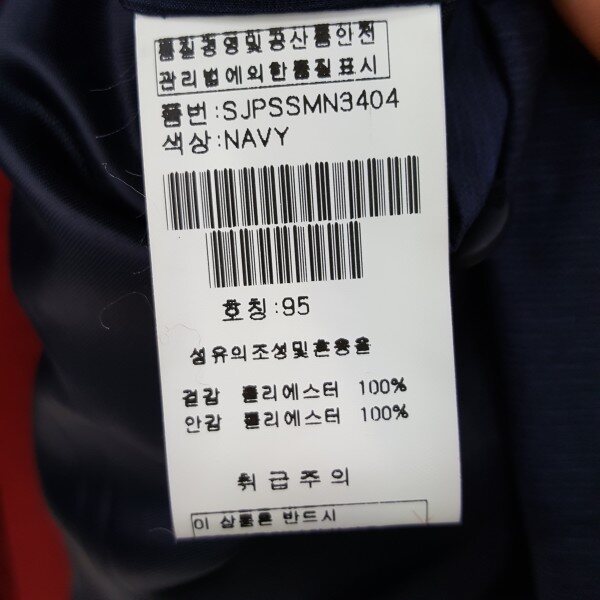 품질경영및공산품안전
관리법에의한품질표시
품번:SJPSSMN3404
색상:NAVY
호칭:95
섬유의조성및혼용율
겉감 폴리에스터 100%
안감 폴리에스터 100%
취급주의
이 상품은 반드시